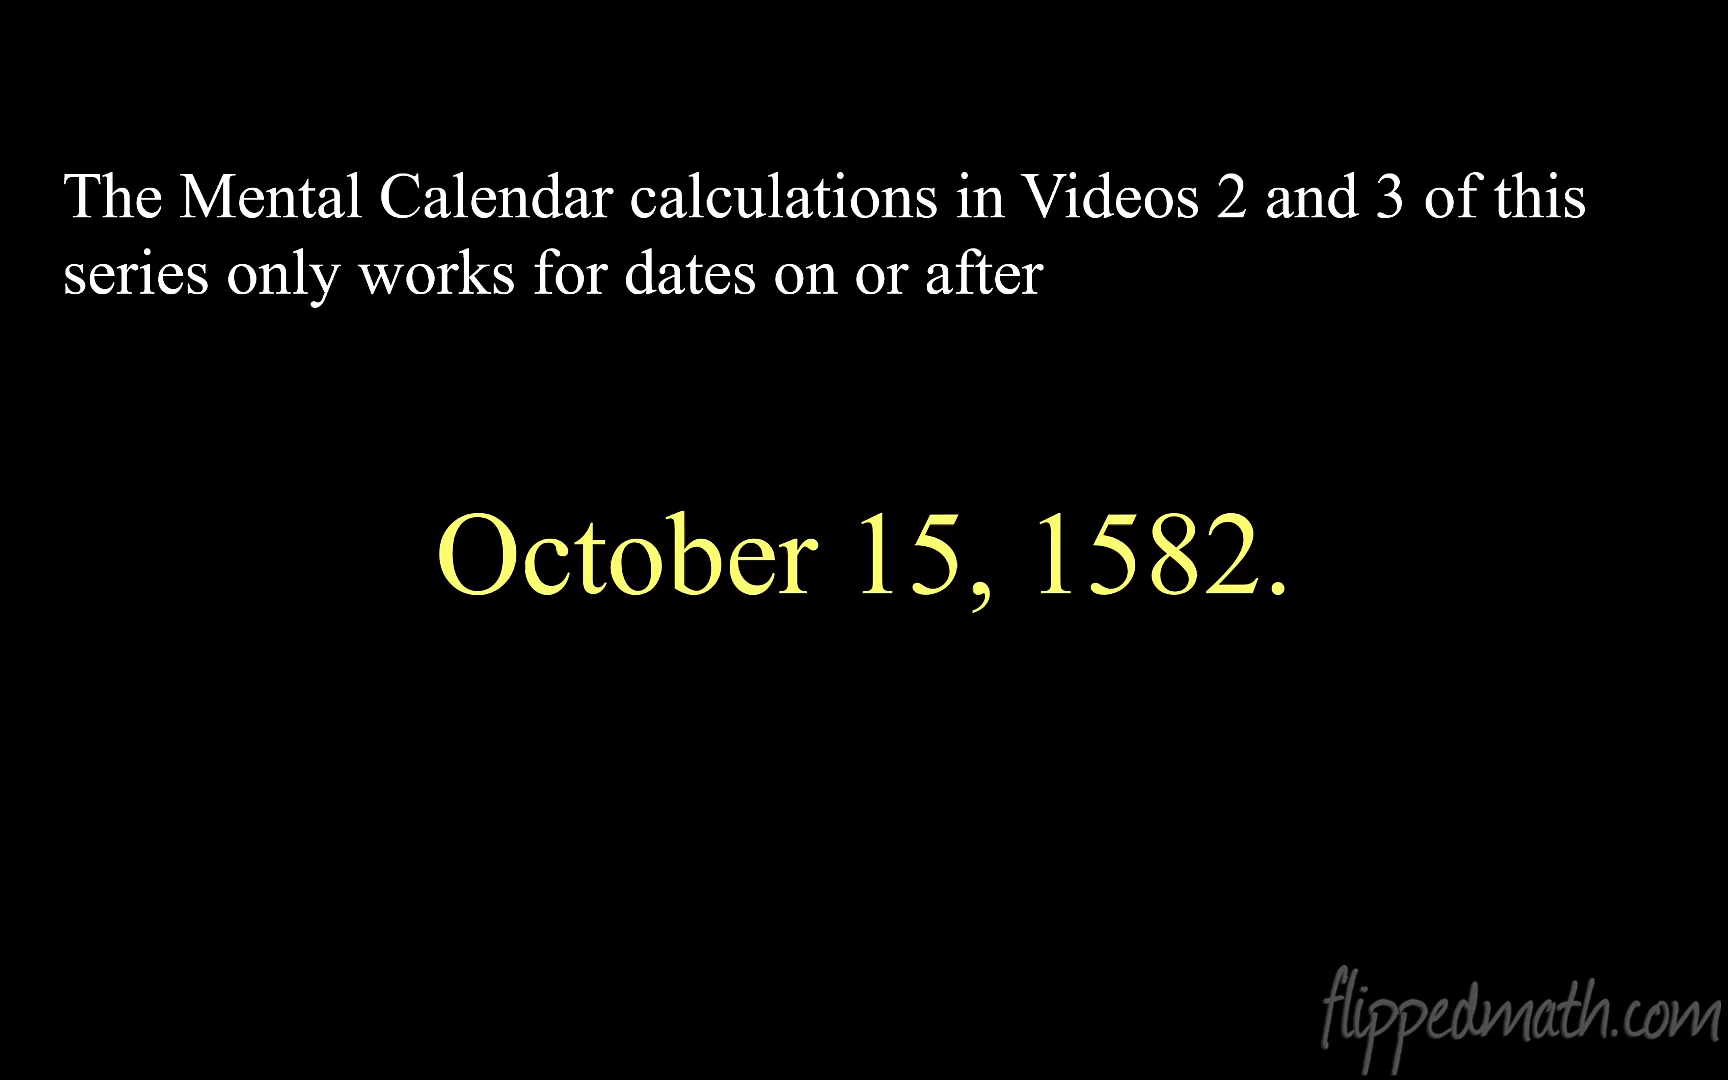 The Mental Calendar calculations in Videos 2 and 3 of this
series only works for dates on or after
October 15, 1582.
flippedmath.com